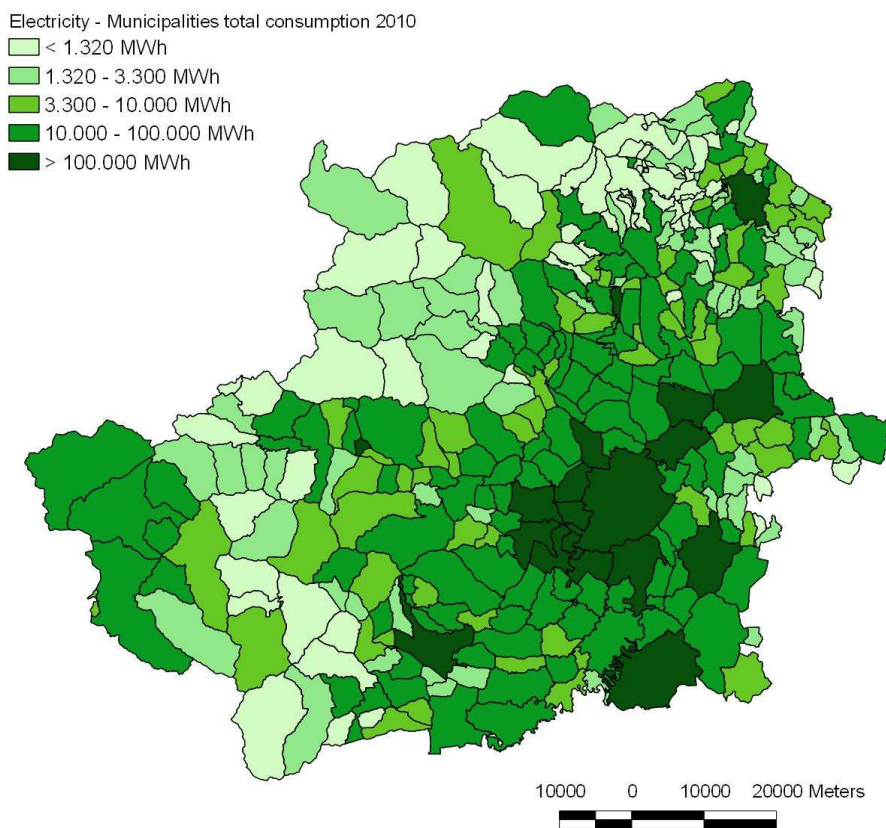 Electricity - Municipalities total consumption 2010
< 1.320 MWh
1.320 - 3.300 MWh
3.300 - 10.000 MWh
10.000 - 100.000 MWh
> 100.000 MWh
10000 0 10000 20000 Meters